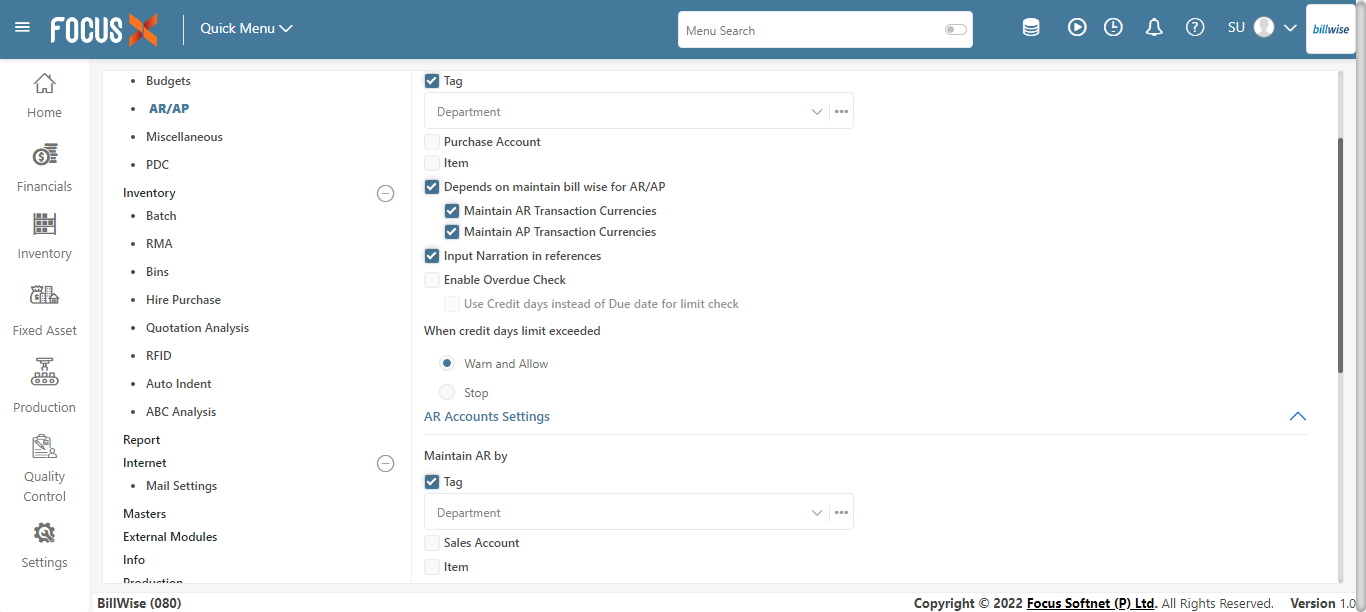 FOCUS X
Quick Menu
Menu Search
SU
billwise
Home
Financials
Inventory
Fixed Asset
Production
Quality
Control
Settings
Budgets
AR/AP
Miscellaneous
PDC
Inventory
Batch
RMA
Bins
Hire Purchase
Quotation Analysis
RFID
Auto Indent
ABC Analysis
Report
Internet
Mail Settings
Masters
External Modules
Info
Production
Tag
Department
Purchase Account
Item
Depends on maintain bill wise for AR/AP
Maintain AR Transaction Currencies
Maintain AP Transaction Currencies
Input Narration in references
Enable Overdue Check
Use Credit days instead of Due date for limit check
When credit days limit exceeded
Warn and Allow
Stop
AR Accounts Settings
Maintain AR by
Tag
Department
Sales Account
Item
BillWise (080)
Copyright © 2022 Focus Softnet (P) Ltd. All Rights Reserved. Version 1.0